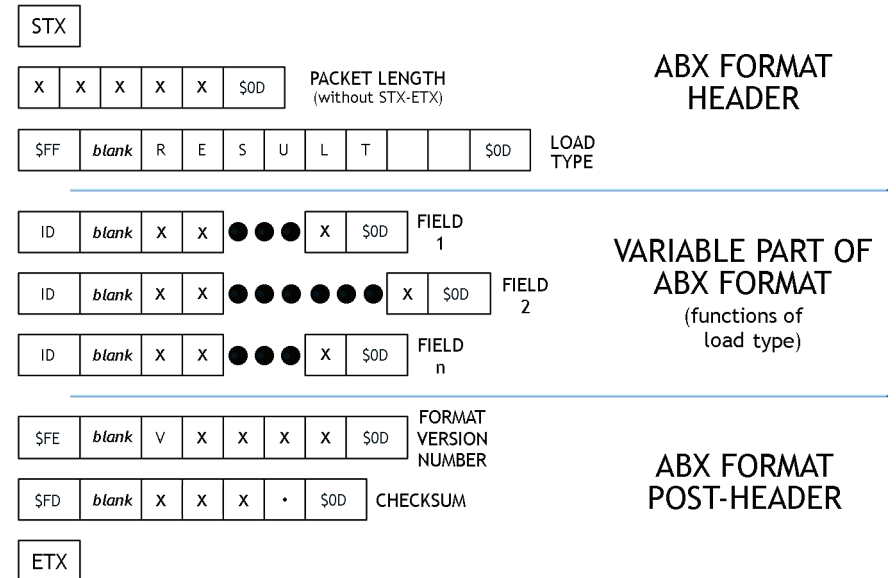 STX
X X X X X $0D PACKET LENGTH
(without STX-ETX)
ABX FORMAT
HEADER
$FF blank R E S U L T $0D LOAD
TYPE
ID blank X X X $0D FIELD
1
ID blank X X X $0D FIELD
2
ID blank X X X $0D FIELD
n
VARIABLE PART OF
ABX FORMAT
(functions of
load type)
$FE blank V X X X X $0D FORMAT
VERSION
NUMBER
$FD blank X X X · $0D CHECKSUM
ABX FORMAT
POST-HEADER
ETX